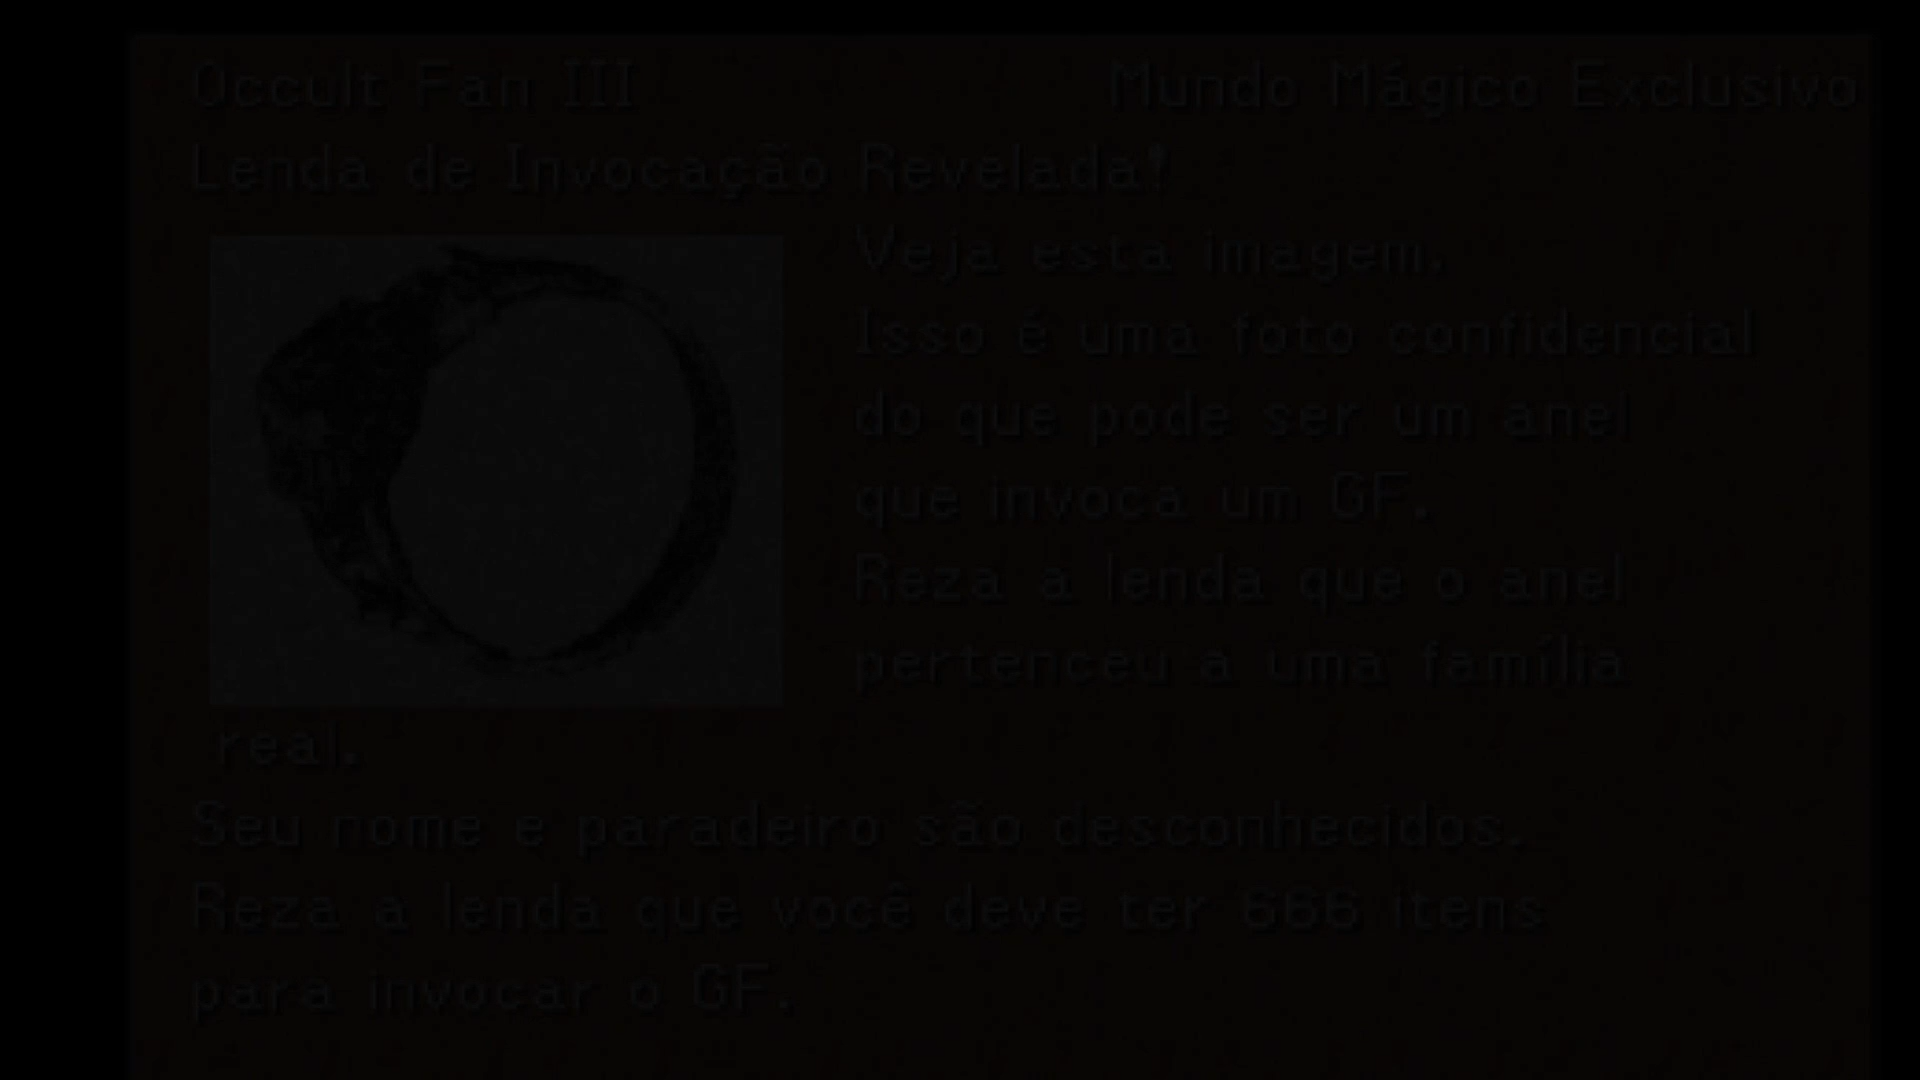 Occult Fan III Mundo Mágico Exclusivo
Lenda de Invocação Revelada!
Veja esta imagem.
Isso é uma foto confidencial
do que pode ser um anel
que invoca um GF.
Reza a lenda que o anel
pertenceu a uma família
real.
Seu nome e paradeiro são desconhecidos.
Reza a lenda que você deve ter 666 itens
para invocar o GF.